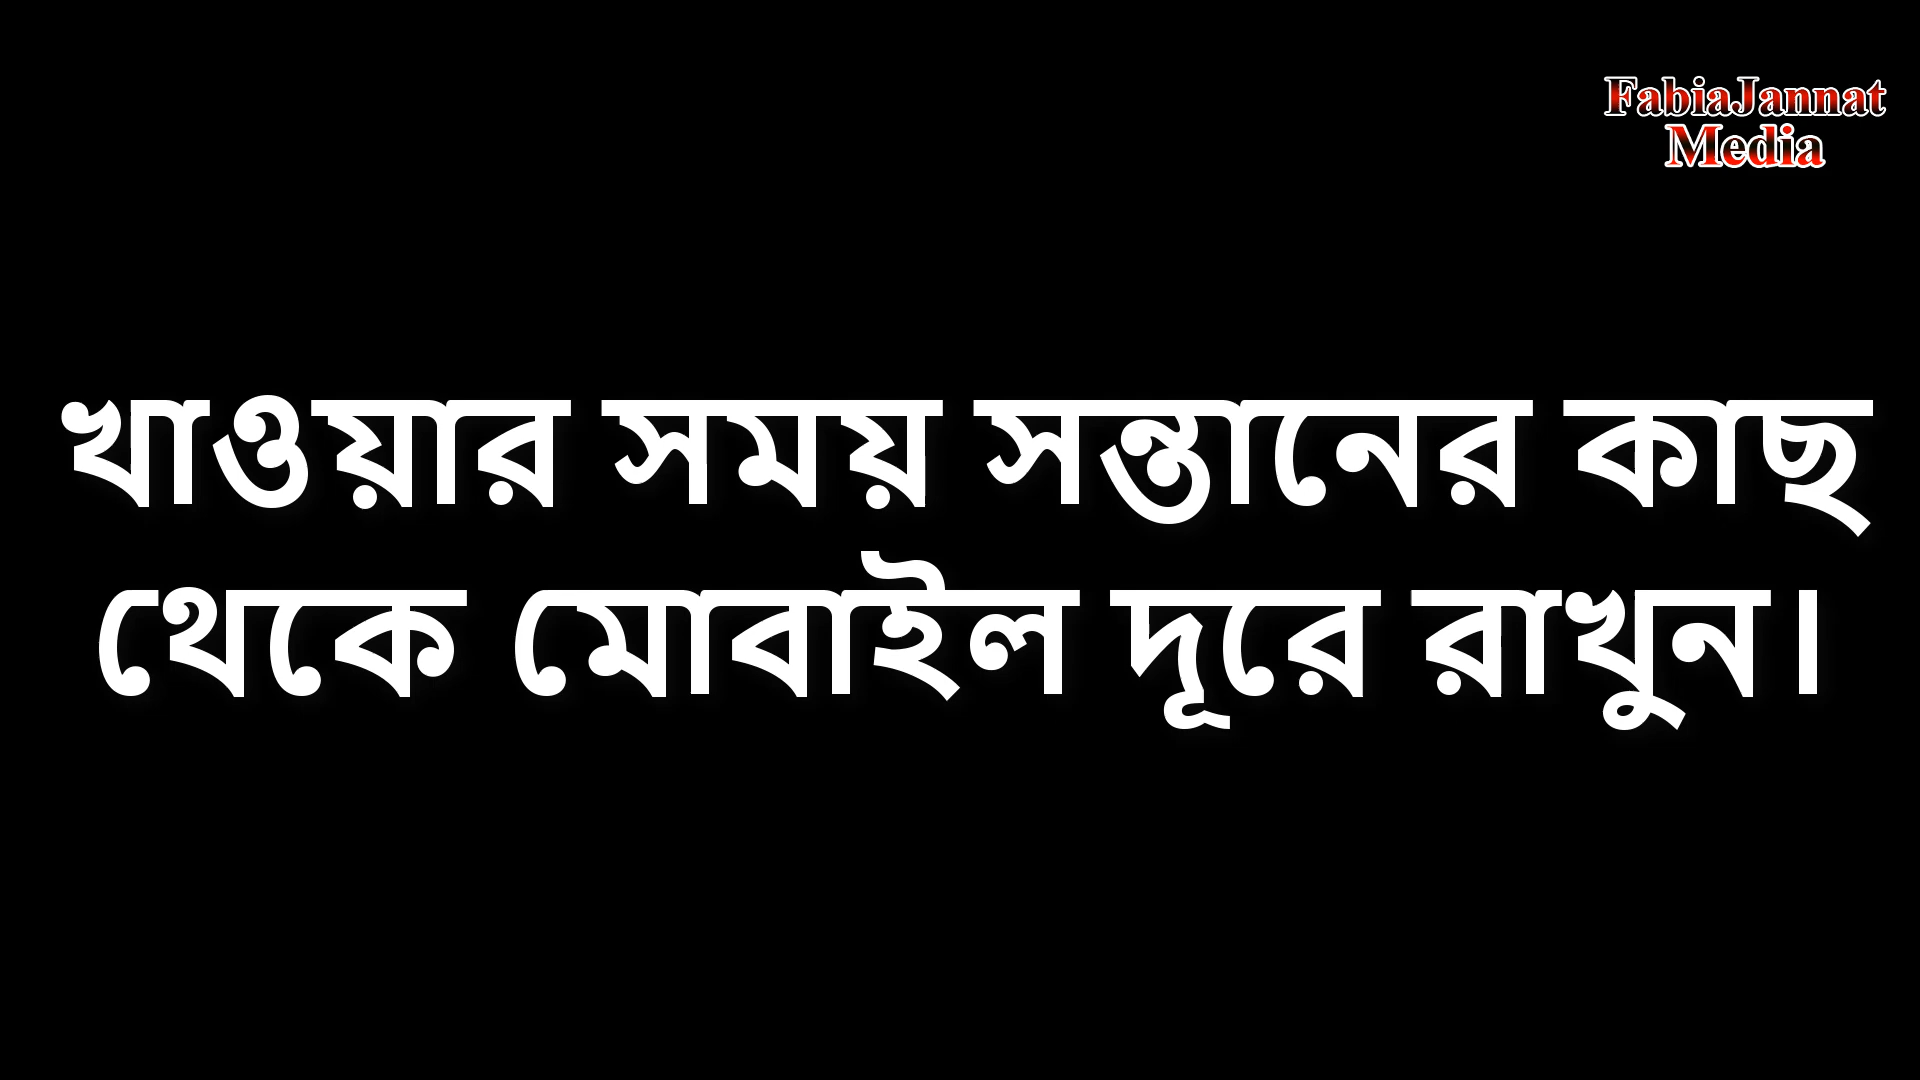 FabiaJannat
Media
খাওয়ার সময় সন্তানের কাছ
থেকে মোবাইল দূরে রাখুন।